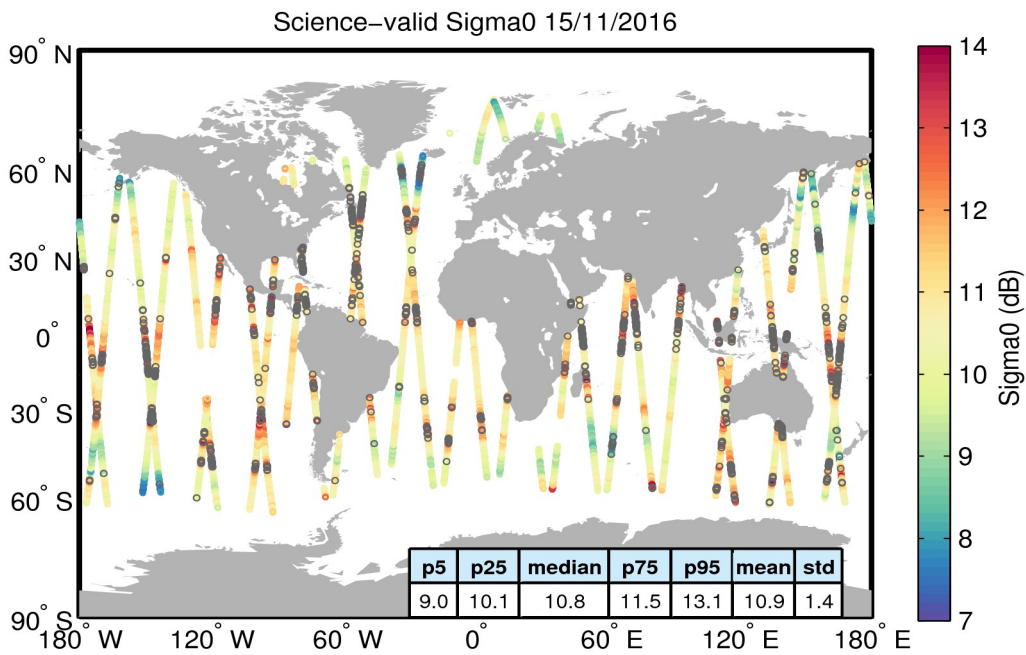 Science−valid Sigma0 15/11/2016
90° N
60° N
30° N
0°
30° S
60° S
90° S
180° W
120° W
60° W
0°
60° E
120° E
180° E
p5 p25 median p75 p95 mean std
9.0 10.1 10.8 11.5 13.1 10.9 1.4
14
13
12
11
10
9
8
7
Sigma0 (dB)